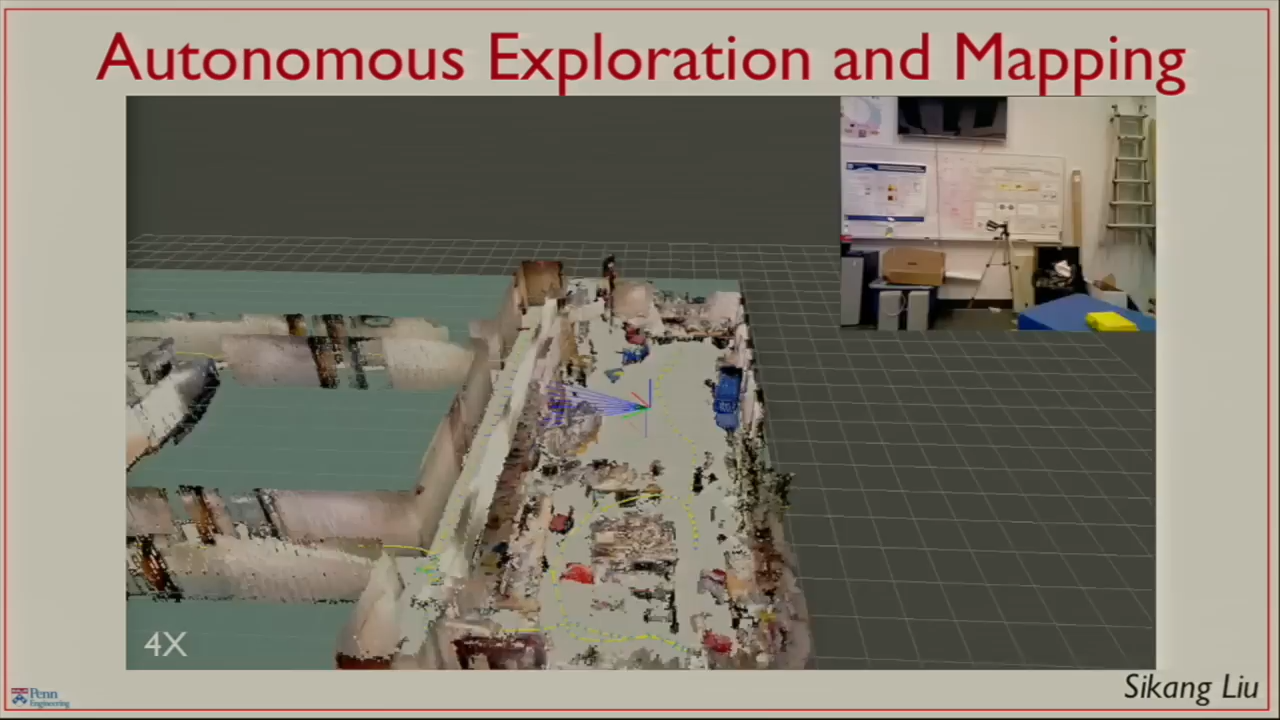 Autonomous Exploration and Mapping
4X
Penn
Engineering
Sikang Liu